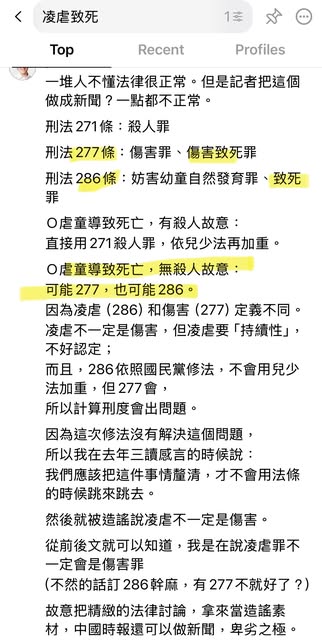 凌虐致死
1
Top
Recent
Profiles
一堆人不懂法律很正常。但是記者把這個
做成新聞？一點都不正常。
刑法 271 條：殺人罪
刑法 277 條：傷害罪、傷害致死罪
刑法 286 條：妨害幼童自然發育罪、致死
罪
Ｏ虐童導致死亡，有殺人故意：
直接用 271 殺人罪，依兒少法再加重。
Ｏ虐童導致死亡，無殺人故意：
可能 277，也可能 286。
因為凌虐 (286) 和傷害 (277) 定義不同。
凌虐不一定是傷害，但凌虐要「持續性」，
不好認定；
而且，286 依照國民黨修法，不會用兒少
法加重，但 277 會，
所以計算刑度會出問題。
因為這次修法沒有解決這個問題，
所以我在去年三讀感言的時候說：
我們應該把這件事情釐清，才不會用法條
的時候跳來跳去。
然後就被造謠說凌虐不一定是傷害。
從前後文就可以知道，我是在說凌虐罪不
一定會是傷害罪
(不然的話訂 286 幹麻，有 277 不就好了？)
故意把精緻的法律討論，拿來當造謠素
材，中國時報還可以做新聞，卑劣之極。